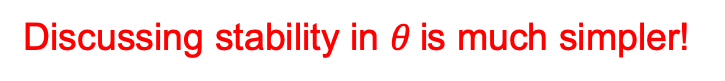 Discussing stability in θ is much simpler!